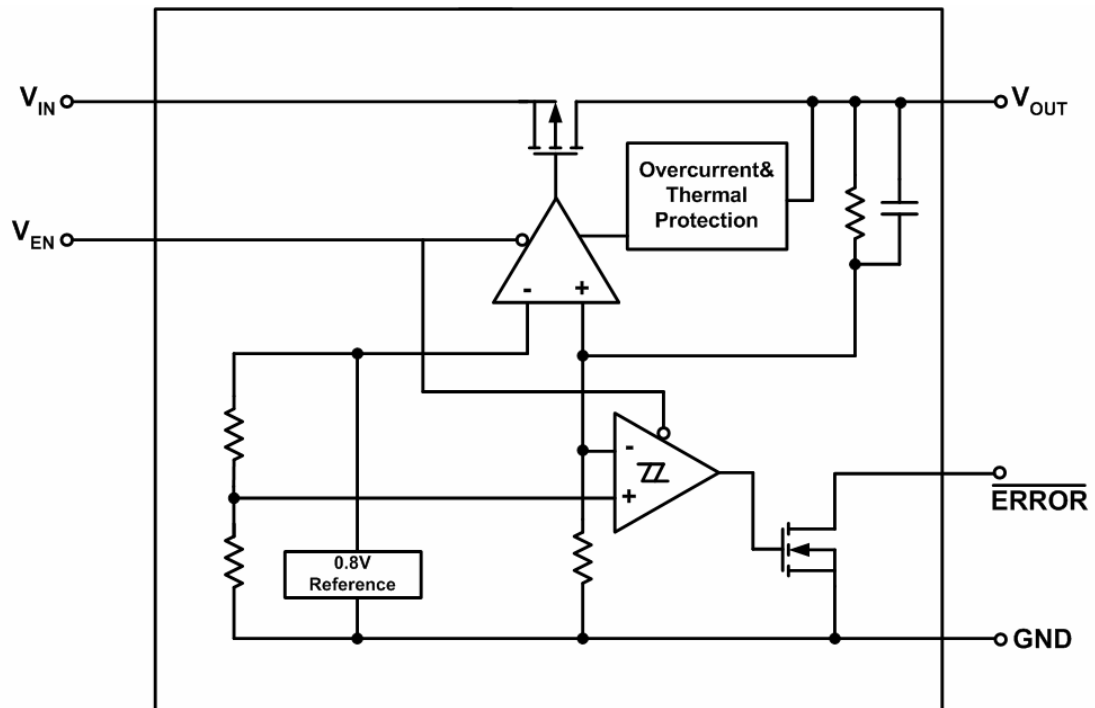 VIN
VOUT
Overcurrent&
Thermal
Protection
VEN
-
+
-
+
ERROR
0.8V
Reference
GND